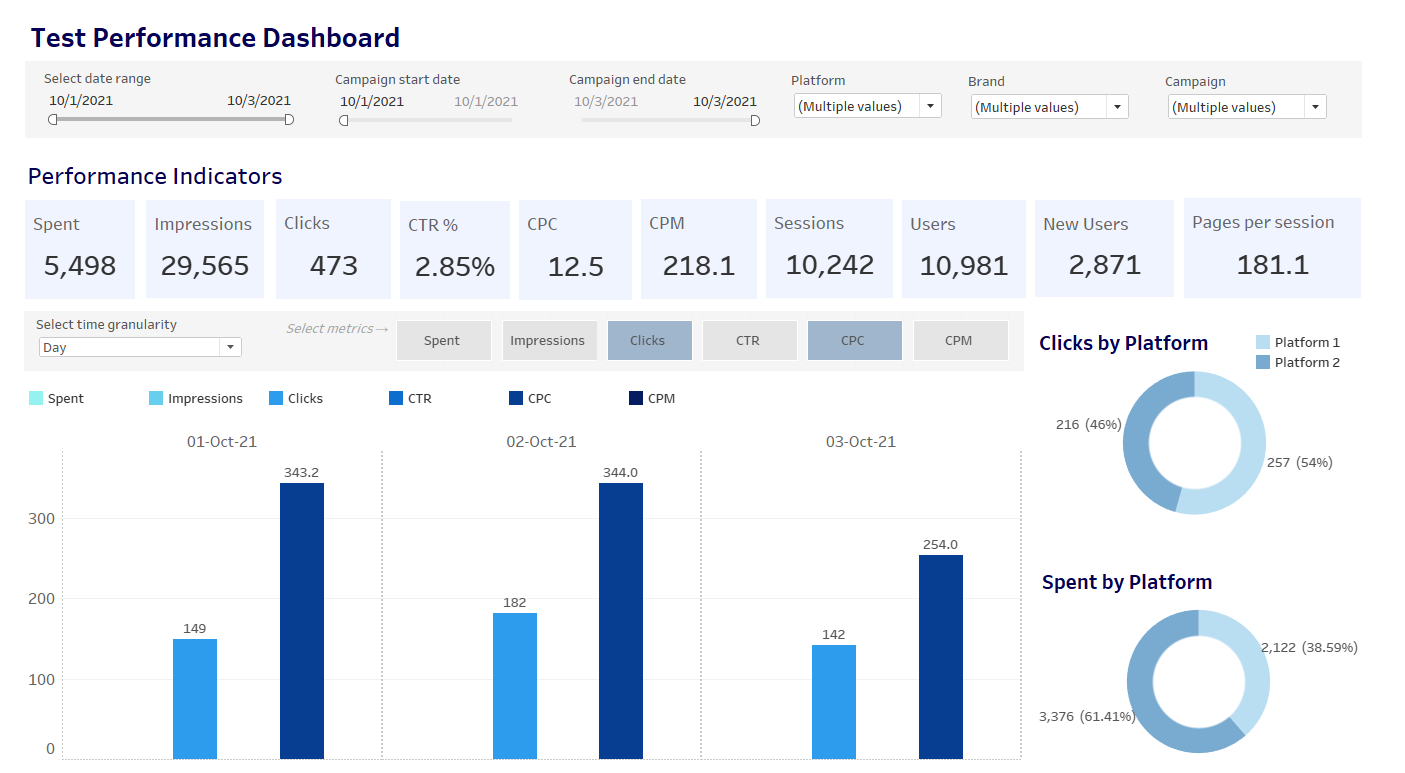 Test Performance Dashboard
Select date range
10/1/2021 10/3/2021
Campaign start date
10/1/2021 10/1/2021
Campaign end date
10/3/2021 10/3/2021
Platform
(Multiple values)
Brand
(Multiple values)
Campaign
(Multiple values)
Performance Indicators
Spent
5,498
Impressions
29,565
Clicks
473
CTR %
2.85%
CPC
12.5
CPM
218.1
Sessions
10,242
Users
10,981
New Users
2,871
Pages per session
181.1
Select time granularity
Day
Select metrics→
Spent
Impressions
Clicks
CTR
CPC
CPM
Spent Impressions Clicks CTR CPC CPM
01-Oct-21 02-Oct-21 03-Oct-21
343.2 344.0
254.0
182
149
142
300
200
100
0
Clicks by Platform
Platform 1
Platform 2
216 (46%)
257 (54%)
Spent by Platform
2,122 (38.59%)
3,376 (61.41%)